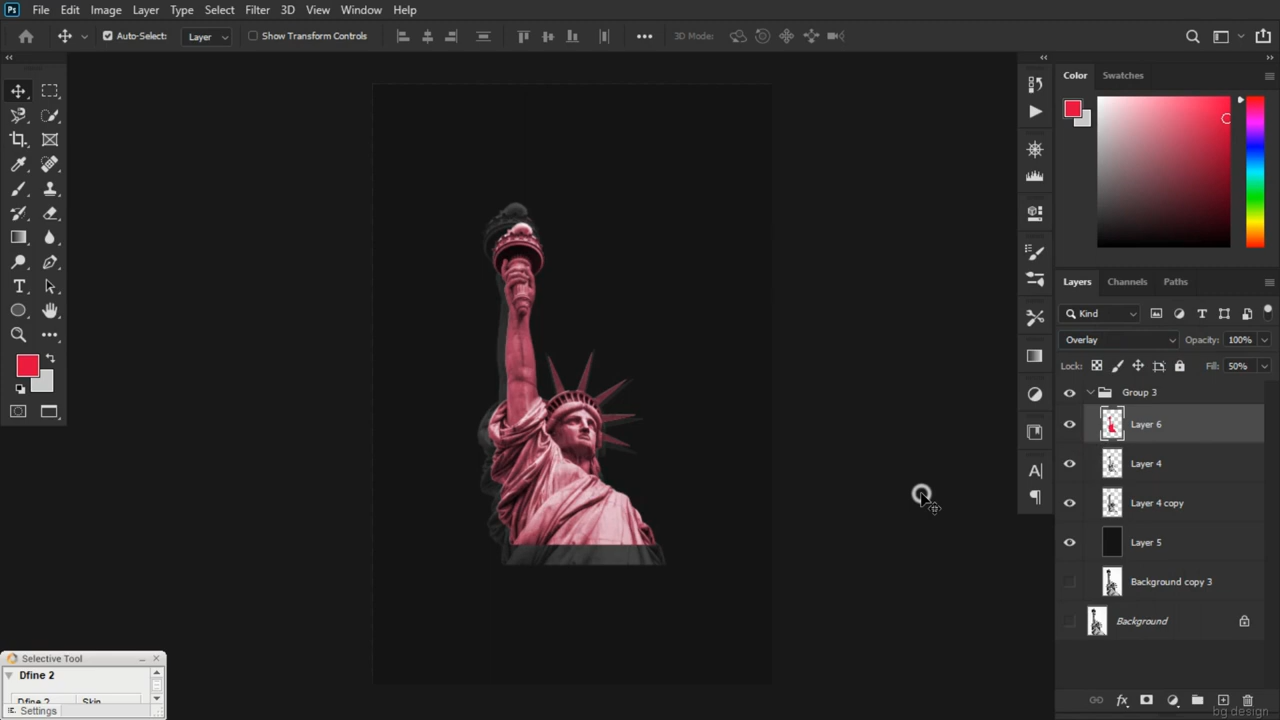 Ps File Edit Image Layer Type Select Filter 3D View Window Help
Auto-Select: Layer Show Transform Controls 3D Mode:
Color Swatches
Layers Channels Paths
Kind
Overlay Opacity: 100%
Lock: Fill: 50%
Group 3
Layer 6
Layer 4
Layer 4 copy
Layer 5
Background copy 3
Background
Selective Tool
Dfine 2
Dfine 2 Skin
Settings
fx
bg design